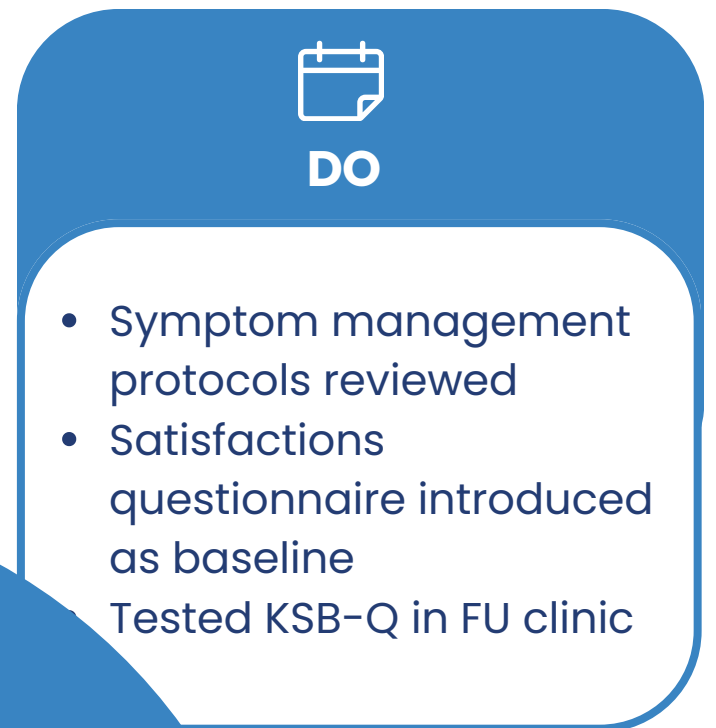 DO
• Symptom management
protocols reviewed
• Satisfactions
questionnaire introduced
as baseline
• Tested KSB-Q in FU clinic